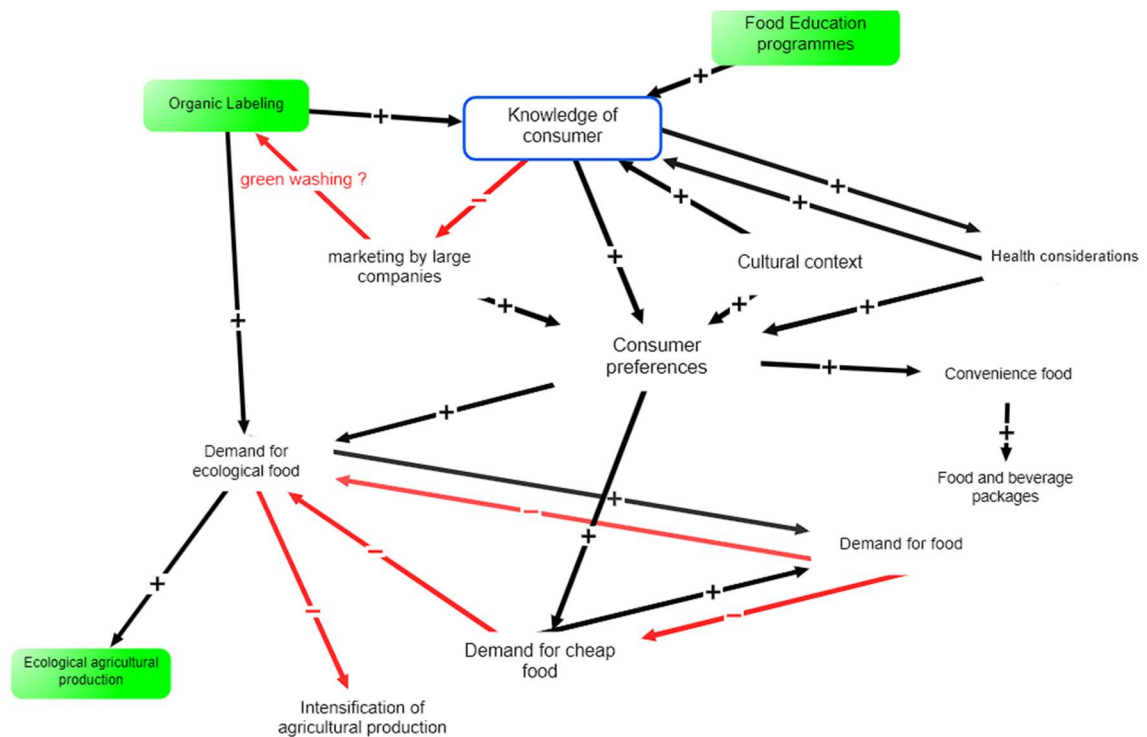 Food Education
programmes
+
Organic Labeling
+
Knowledge of
consumer
green washing ?
−
+
+
+
+
marketing by large
companies
Cultural context
Health considerations
+
+
+
+
+
Consumer
preferences
+
Convenience food
+
+
Demand for
ecological food
Food and beverage
packages
+
−
+
Demand for food
−
+
+
−
−
Demand for cheap
food
Ecological agricultural
production
Intensification of
agricultural production